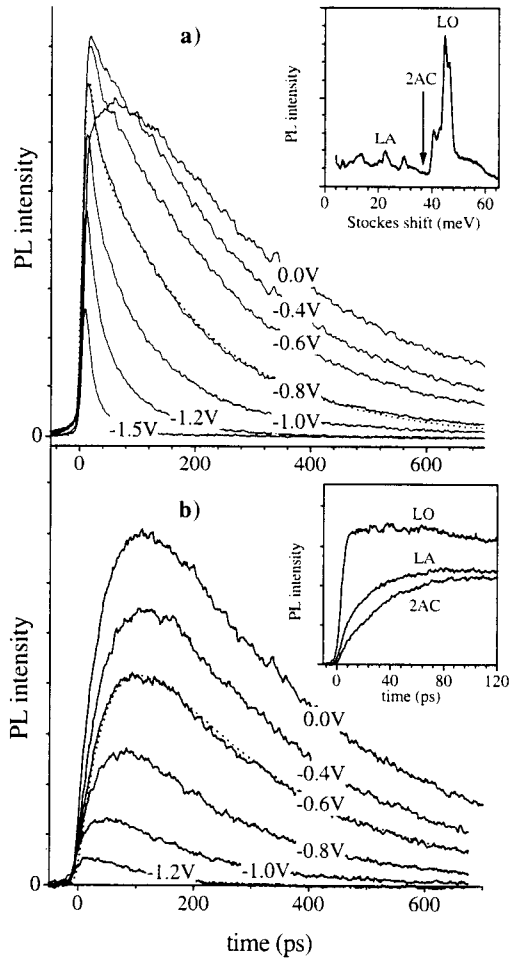 a)
PL intensity
0
0.0V
-0.4V
-0.6V
-0.8V
-1.0V
-1.2V
-1.5V
0 200 400 600
LO
2AC
LA
PL intensity
0 20 40 60
Stockes shift (meV)
b)
PL intensity
0
0.0V
-0.4V
-0.6V
-0.8V
-1.0V
-1.2V
0 200 400 600
time (ps)
LO
LA
2AC
PL intensity
0 40 80 120
time (ps)